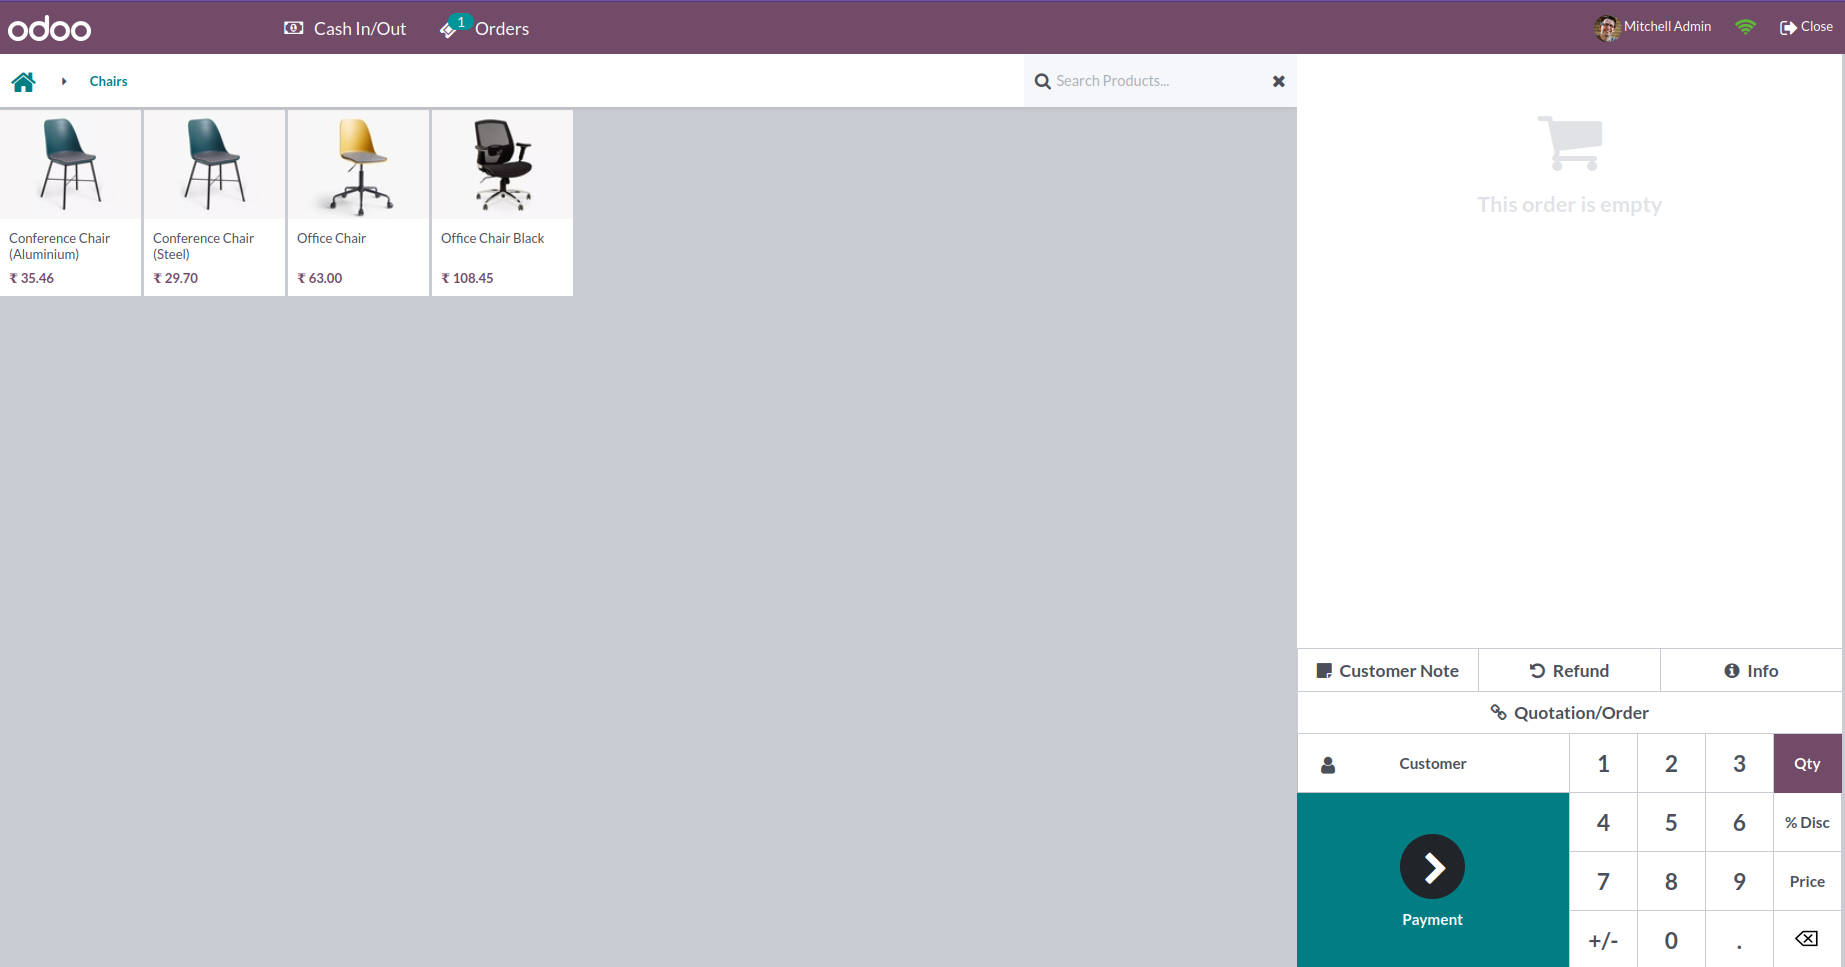 odoo
Cash In/Out
1
Orders
Mitchell Admin
Close
Chairs
Search Products...
Conference Chair
(Aluminium)
₹ 35.46
Conference Chair
(Steel)
₹ 29.70
Office Chair
₹ 63.00
Office Chair Black
₹ 108.45
This order is empty
Customer Note
Refund
Info
Quotation/Order
Customer
1 2 3 Qty
4 5 6 % Disc
7 8 9 Price
Payment
+/- 0 .